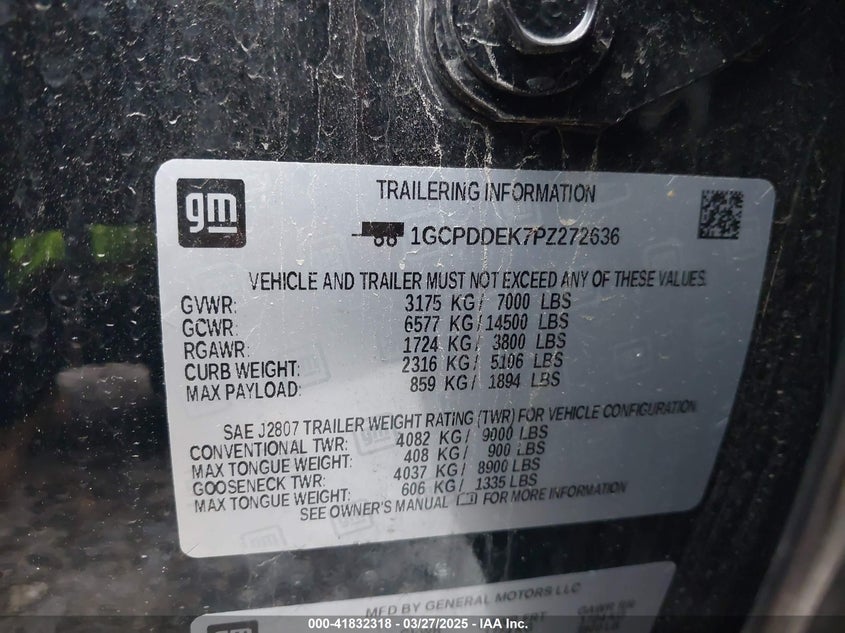 gm
TRAILERING INFORMATION
1GCPDDEK7PZ272636
VEHICLE AND TRAILER MUST NOT EXCEED ANY OF THESE VALUES.
GVWR: 3175 KG / 7000 LBS
GCWR: 6577 KG / 14500 LBS
RGAWR: 1724 KG / 3800 LBS
CURB WEIGHT: 2316 KG / 5106 LBS
MAX PAYLOAD: 859 KG / 1894 LBS
SAE J2807 TRAILER WEIGHT RATING (TWR) FOR VEHICLE CONFIGURATION
CONVENTIONAL TWR: 4082 KG / 9000 LBS
MAX TONGUE WEIGHT: 408 KG / 900 LBS
GOOSENECK TWR: 4037 KG / 8900 LBS
MAX TONGUE WEIGHT: 606 KG / 1335 LBS
SEE OWNER'S MANUAL FOR MORE INFORMATION
gm
MFD BY GENERAL MOTORS LLC
GAWR RR
000-41832318 - 03/27/2025 - IAA Inc.